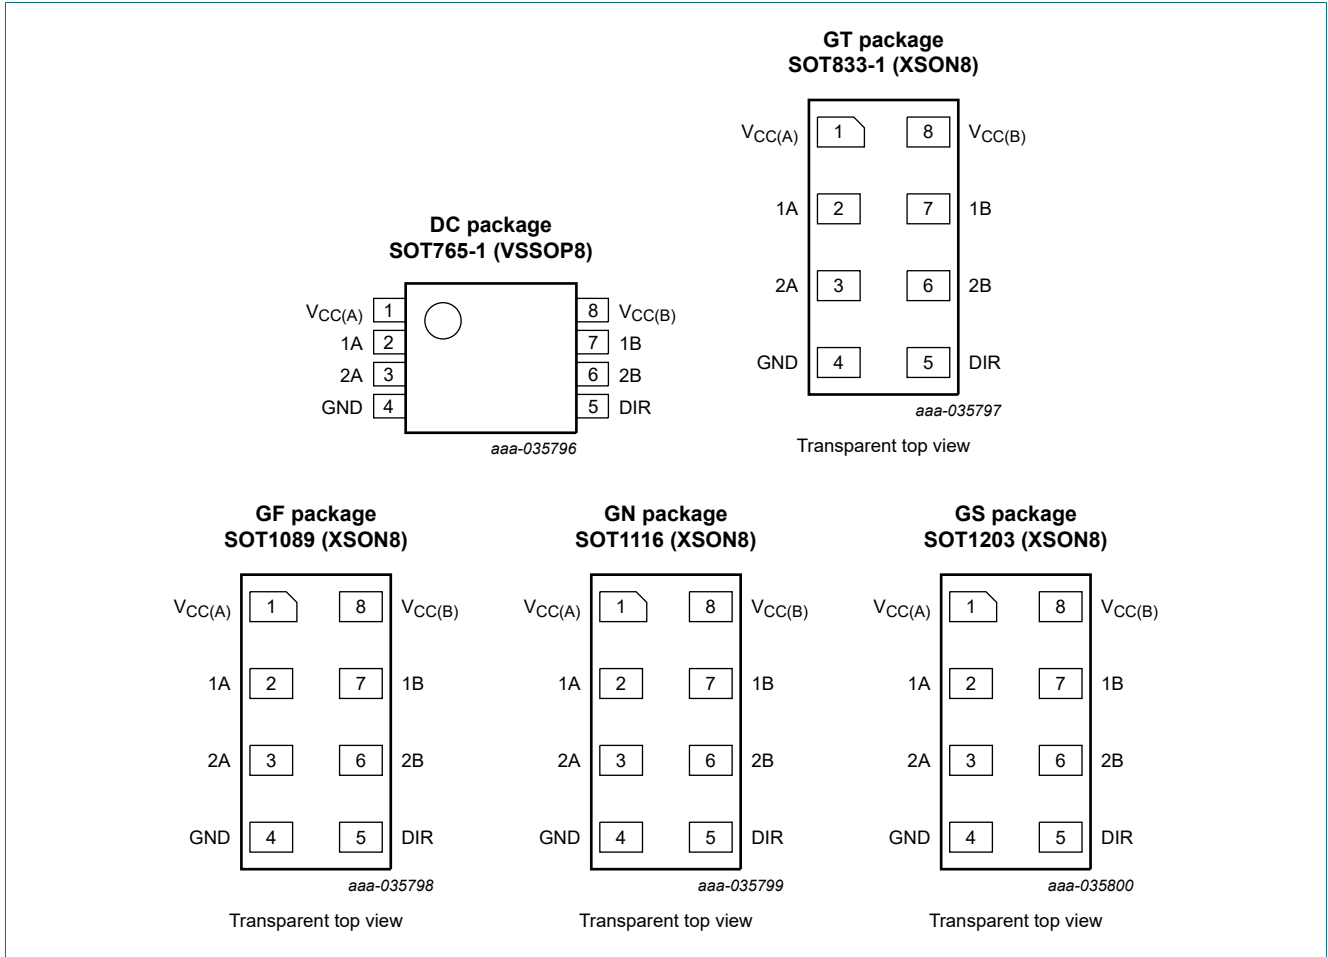 GT package
SOT833-1 (XSON8)
VCC(A) 1 8 VCC(B)
1A 2 7 1B
2A 3 6 2B
GND 4 5 DIR
aaa-035797
Transparent top view
DC package
SOT765-1 (VSSOP8)
VCC(A) 1 8 VCC(B)
1A 2 7 1B
2A 3 6 2B
GND 4 5 DIR
aaa-035796
GF package
SOT1089 (XSON8)
VCC(A) 1 8 VCC(B)
1A 2 7 1B
2A 3 6 2B
GND 4 5 DIR
aaa-035798
Transparent top view
GN package
SOT1116 (XSON8)
VCC(A) 1 8 VCC(B)
1A 2 7 1B
2A 3 6 2B
GND 4 5 DIR
aaa-035799
Transparent top view
GS package
SOT1203 (XSON8)
VCC(A) 1 8 VCC(B)
1A 2 7 1B
2A 3 6 2B
GND 4 5 DIR
aaa-035800
Transparent top view